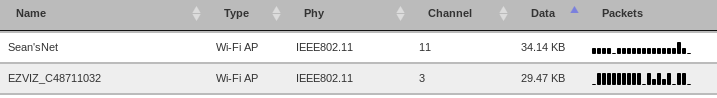 Name Type Phy Channel Data Packets
Sean'sNet Wi-Fi AP IEEE802.11 11 34.14 KB
EZVIZ_C48711032 Wi-Fi AP IEEE802.11 3 29.47 KB